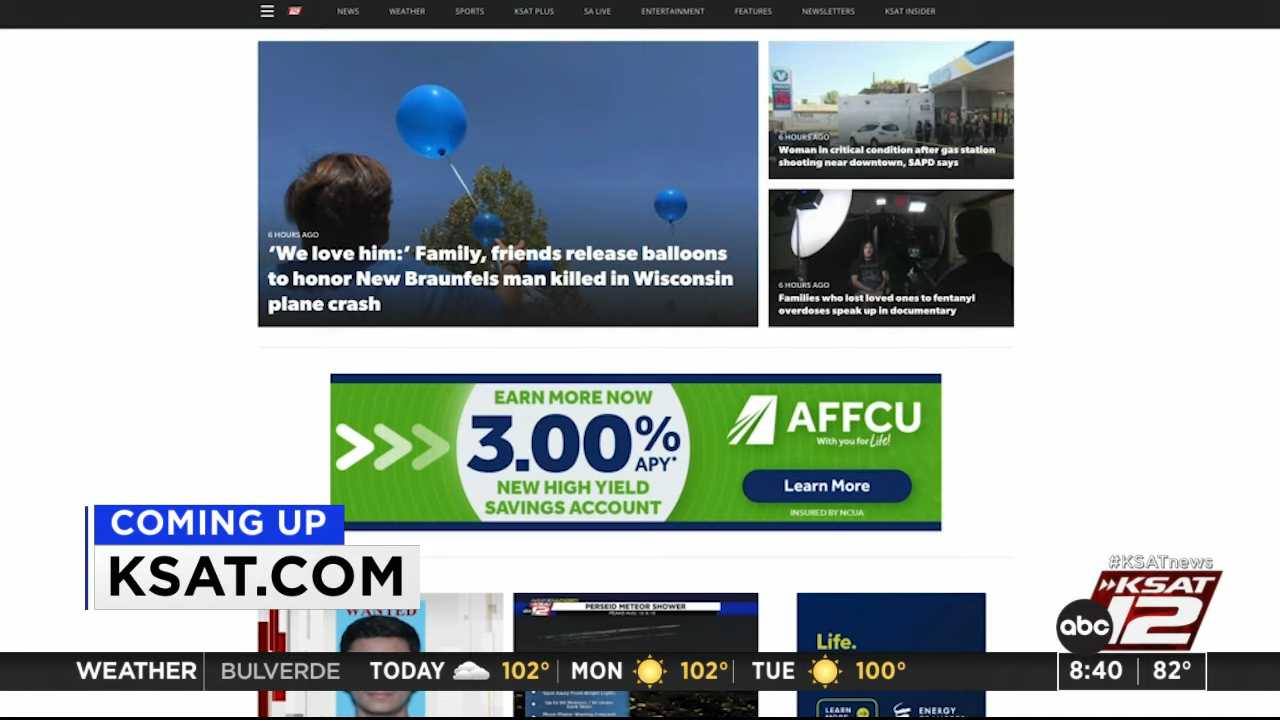 NEWS WEATHER SPORTS KSAT PLUS SA LIVE ENTERTAINMENT FEATURES NEWSLETTERS KSAT INSIDER
6 HOURS AGO
‘We love him:’ Family, friends release balloons
to honor New Braunfels man killed in Wisconsin
plane crash
6 HOURS AGO
Woman in critical condition after gas station
shooting near downtown, SAPD says
6 HOURS AGO
Families who lost loved ones to fentanyl
overdoses speak up in documentary
EARN MORE NOW
3.00%
APY*
NEW HIGH YIELD
SAVINGS ACCOUNT
AFFCU
With you for Life!
Learn More
INSURED BY NCUA
COMING UP
KSAT.COM
WANTED
PERSEID METEOR SHOWER
Life.
LEARN
ENERGY
#KSATnews
KSAT
12
abc
WEATHER BULVERDE TODAY 102° MON 102° TUE 100°
8:40 82°